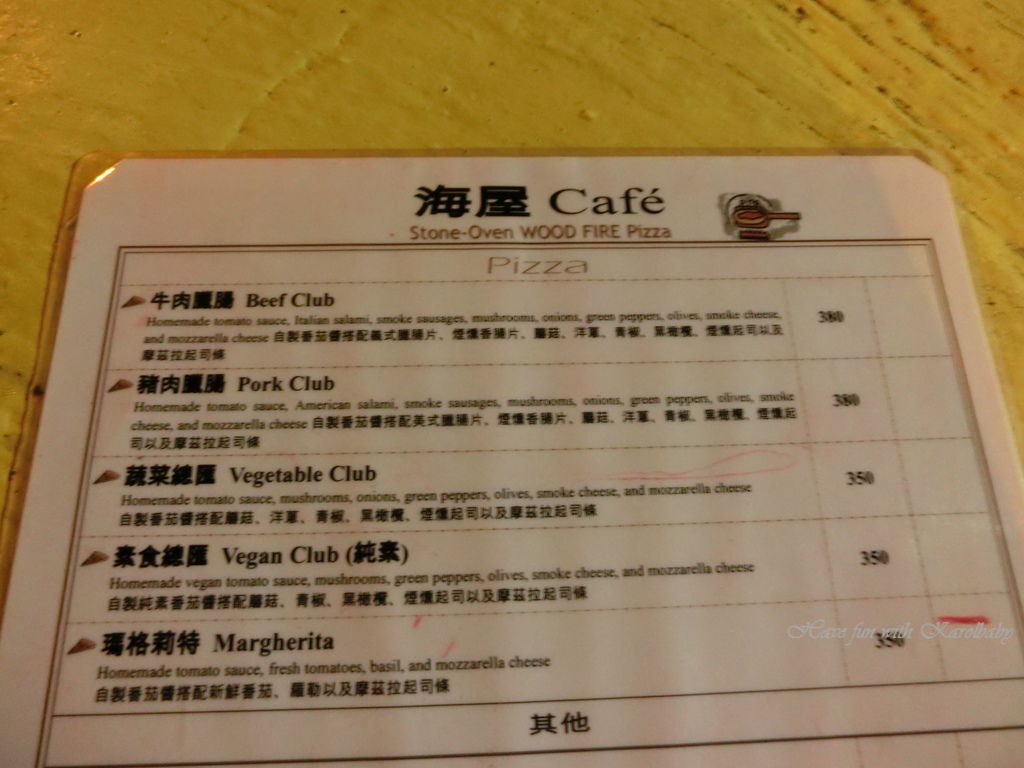 海屋 Café
Stone-Oven WOOD FIRE Pizza
Pizza
牛肉臘腸 Beef Club
Homemade tomato sauce, Italian salami, smoke sausages, mushrooms, onions, green peppers, olives, smoke cheese,
and mozzarella cheese 自製番茄醬搭配義式臘腸片、煙燻香腸片、蘑菇、洋蔥、青椒、黑橄欖、煙燻起司以及
摩茲拉起司條
380
豬肉臘腸 Pork Club
Homemade tomato sauce, American salami, smoke sausages, mushrooms, onions, green peppers, olives, smoke
cheese, and mozzarella cheese 自製番茄醬搭配美式臘腸片、煙燻香腸片、蘑菇、洋蔥、青椒、黑橄欖、煙燻起
司以及摩茲拉起司條
380
蔬菜總匯 Vegetable Club
Homemade tomato sauce, mushrooms, onions, green peppers, olives, smoke cheese, and mozzarella cheese
自製番茄醬搭配蘑菇、洋蔥、青椒、黑橄欖、煙燻起司以及摩茲拉起司條
350
素食總匯 Vegan Club (純素)
Homemade vegan tomato sauce, mushrooms, green peppers, olives, smoke cheese, and mozzarella cheese
自製純素番茄醬搭配蘑菇、青椒、黑橄欖、煙燻起司以及摩茲拉起司條
350
瑪格莉特 Margherita
Homemade tomato sauce, fresh tomatoes, basil, and mozzarella cheese
自製番茄醬搭配新鮮番茄、羅勒以及摩茲拉起司條
350
Have fun with Karolbaby
其他